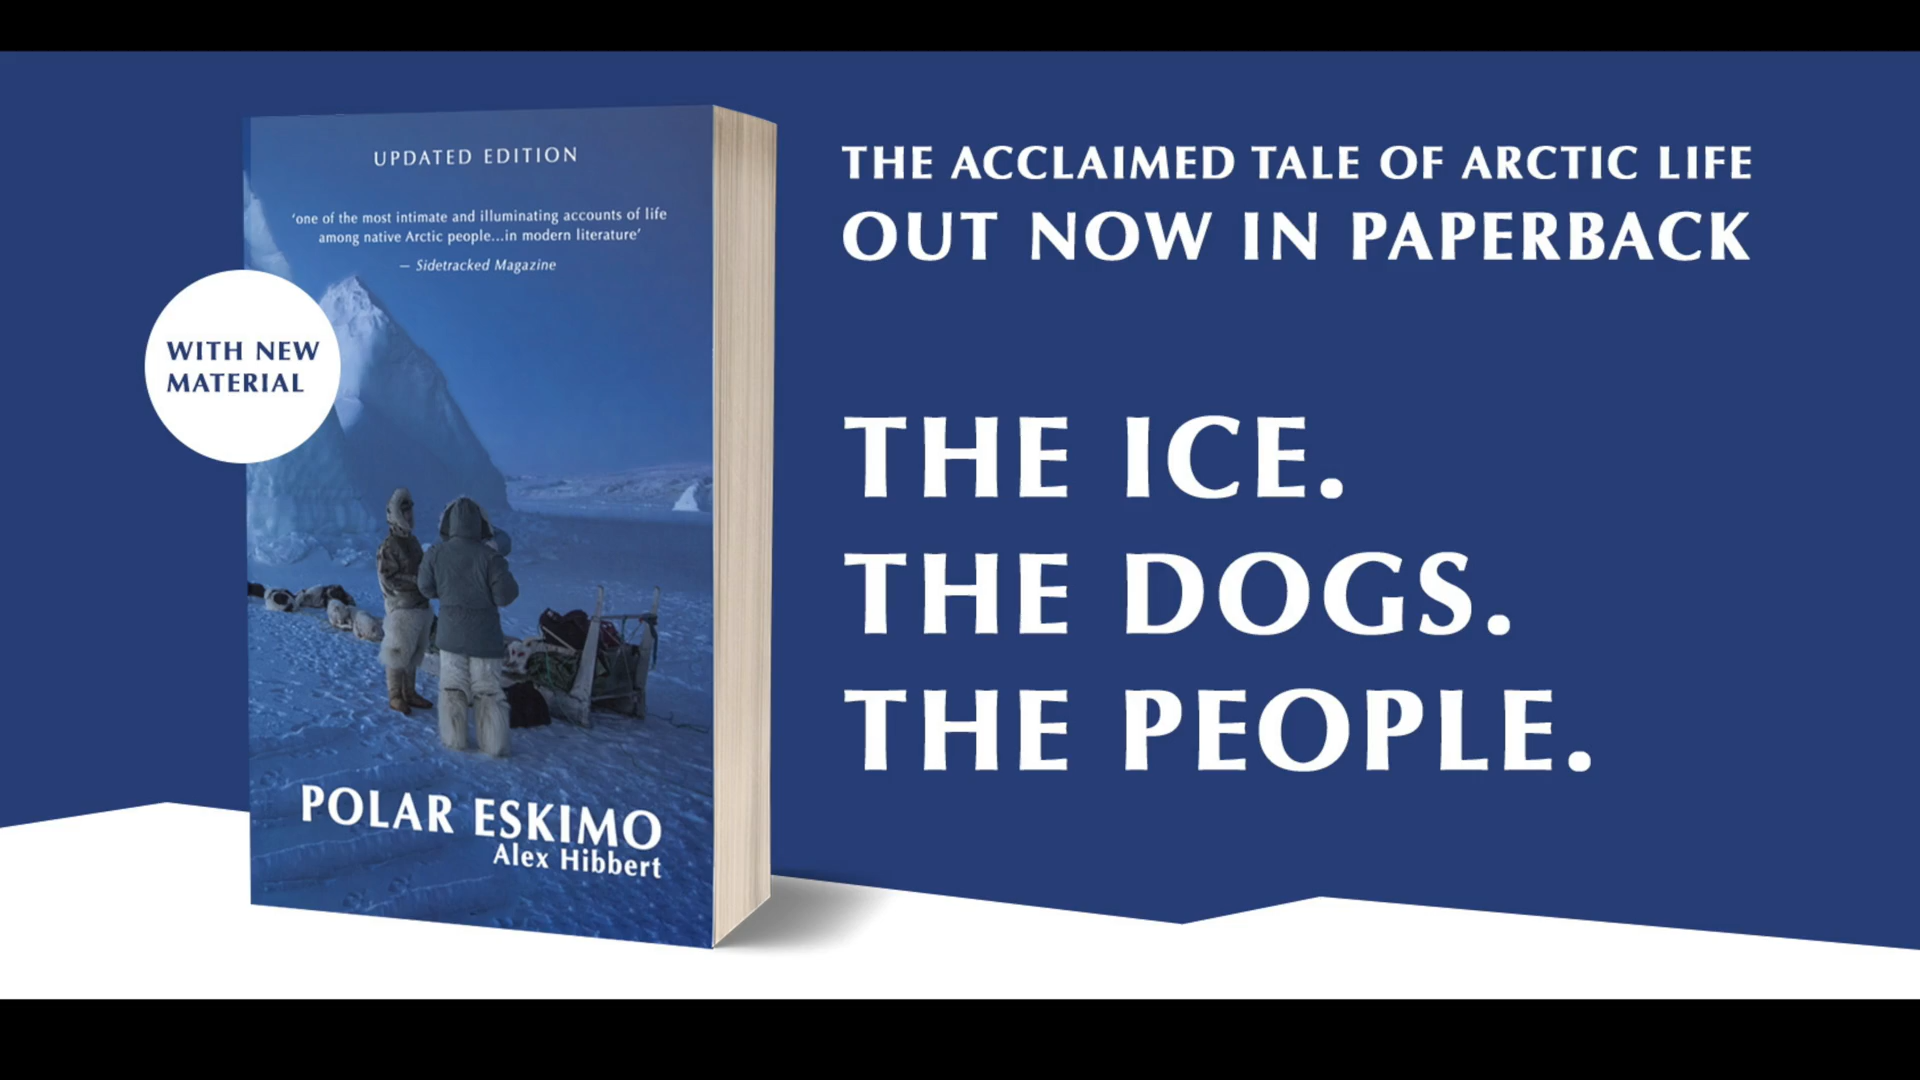 UPDATED EDITION
‘one of the most intimate and illuminating accounts of life
among native Arctic people...in modern literature’
– Sidetracked Magazine
WITH NEW
MATERIAL
POLAR ESKIMO
Alex Hibbert
THE ACCLAIMED TALE OF ARCTIC LIFE
OUT NOW IN PAPERBACK
THE ICE.
THE DOGS.
THE PEOPLE.